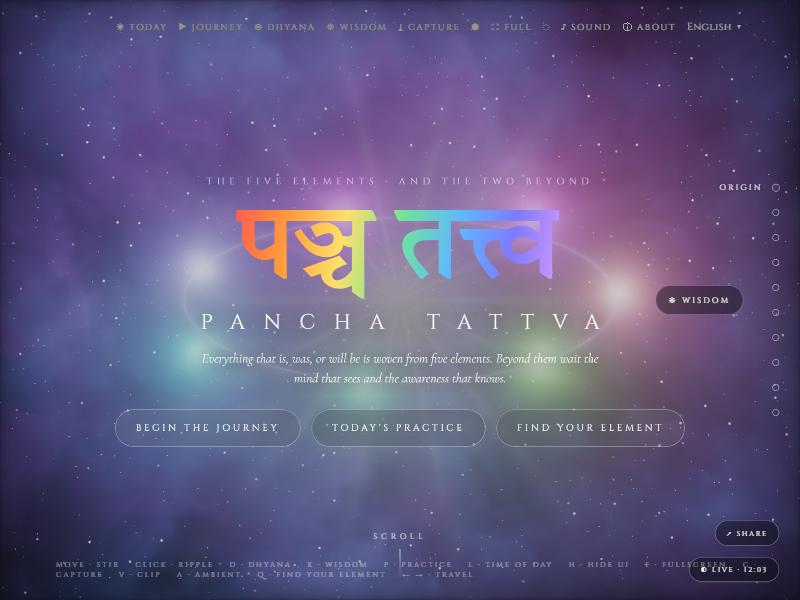 TODAY JOURNEY DHYANA WISDOM CAPTURE FULL SOUND ABOUT ENGLISH
THE FIVE ELEMENTS · AND THE TWO BEYOND
ORIGIN
पञ्च तत्त्व
WISDOM
PANCHA TATTVA
Everything that is, was, or will be is woven from five elements. Beyond them wait the
mind that sees and the awareness that knows.
BEGIN THE JOURNEY
TODAY'S PRACTICE
FIND YOUR ELEMENT
SCROLL
SHARE
MOVE · STIR CLICK · RIPPLE D · DHYANA K · WISDOM P · PRACTICE L · TIME OF DAY H · HIDE UI F · FULLSCREEN C ·
CAPTURE V · CLIP A · AMBIENT Q · FIND YOUR ELEMENT ←→ · TRAVEL
LIVE · 12:03